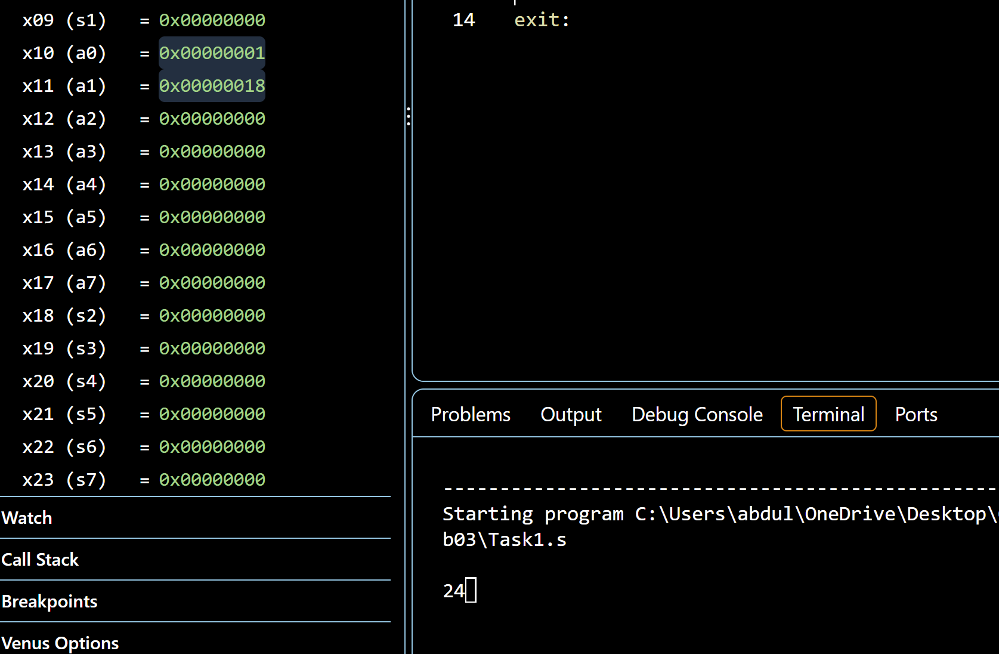 x09 (s1) = 0x00000000
x10 (a0) = 0x00000001
x11 (a1) = 0x00000018
x12 (a2) = 0x00000000
x13 (a3) = 0x00000000
x14 (a4) = 0x00000000
x15 (a5) = 0x00000000
x16 (a6) = 0x00000000
x17 (a7) = 0x00000000
x18 (s2) = 0x00000000
x19 (s3) = 0x00000000
x20 (s4) = 0x00000000
x21 (s5) = 0x00000000
x22 (s6) = 0x00000000
x23 (s7) = 0x00000000
Watch
Call Stack
Breakpoints
Venus Options
14 exit:
Problems Output Debug Console Terminal Ports
--------------------------------------------------
Starting program C:\Users\abdul\OneDrive\Desktop\
b03\Task1.s
24